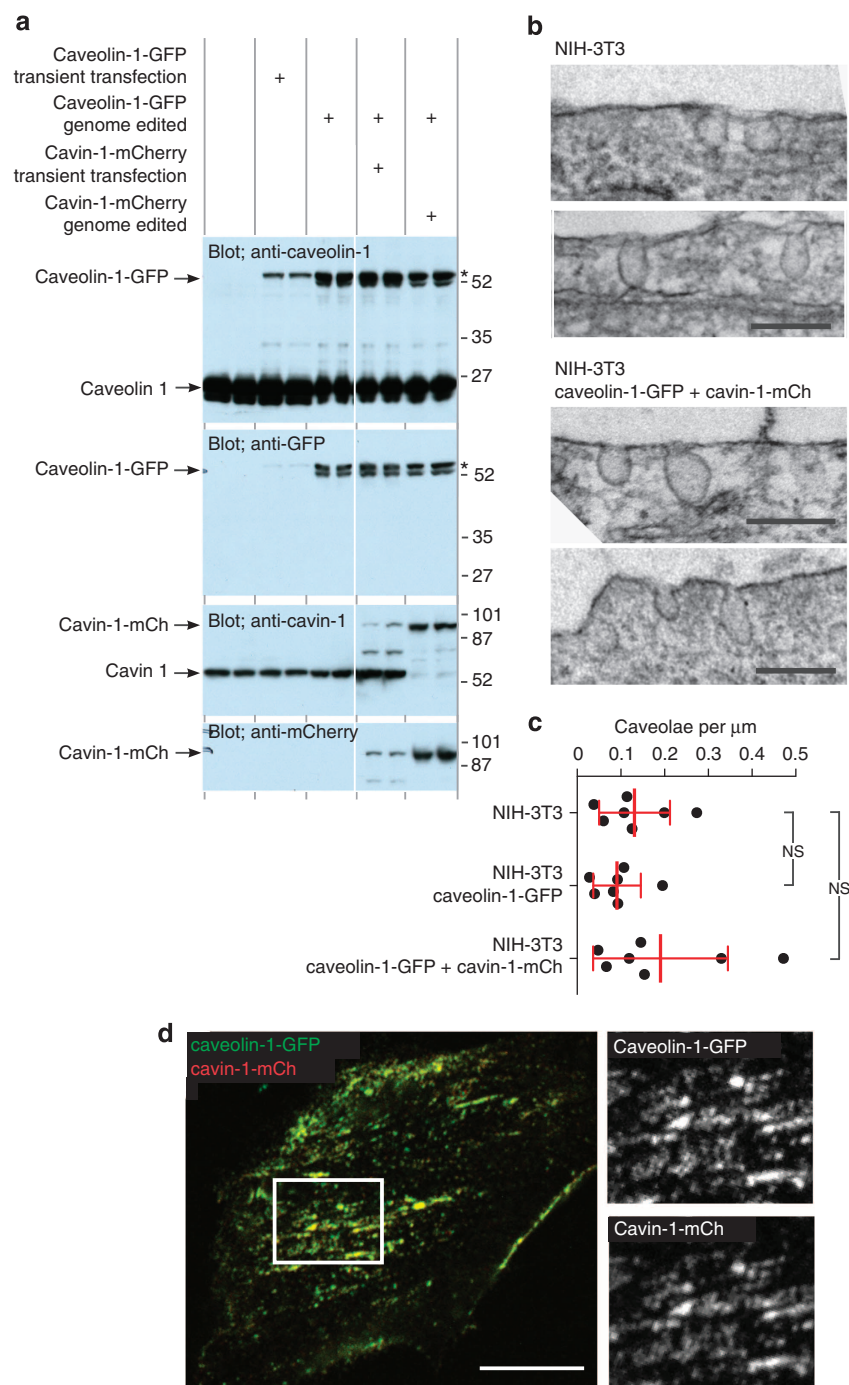 a
Caveolin-1-GFP
transient transfection
+
Caveolin-1-GFP
genome edited
+ + +
Cavin-1-mCherry
transient transfection
+
Cavin-1-mCherry
genome edited
+
Blot; anti-caveolin-1
Caveolin-1-GFP
*
- 52
- 35
- 27
Caveolin 1
Blot; anti-GFP
Caveolin-1-GFP
*
- 52
- 35
- 27
Blot; anti-cavin-1
Cavin-1-mCh
- 101
- 87
Cavin 1
- 52
Blot; anti-mCherry
Cavin-1-mCh
- 101
- 87
b
NIH-3T3
NIH-3T3
caveolin-1-GFP + cavin-1-mCh
c
Caveolae per μm
0 0.1 0.2 0.3 0.4 0.5
NIH-3T3
NIH-3T3
caveolin-1-GFP
NIH-3T3
caveolin-1-GFP + cavin-1-mCh
NS
NS
d
caveolin-1-GFP
cavin-1-mCh
Caveolin-1-GFP
Cavin-1-mCh